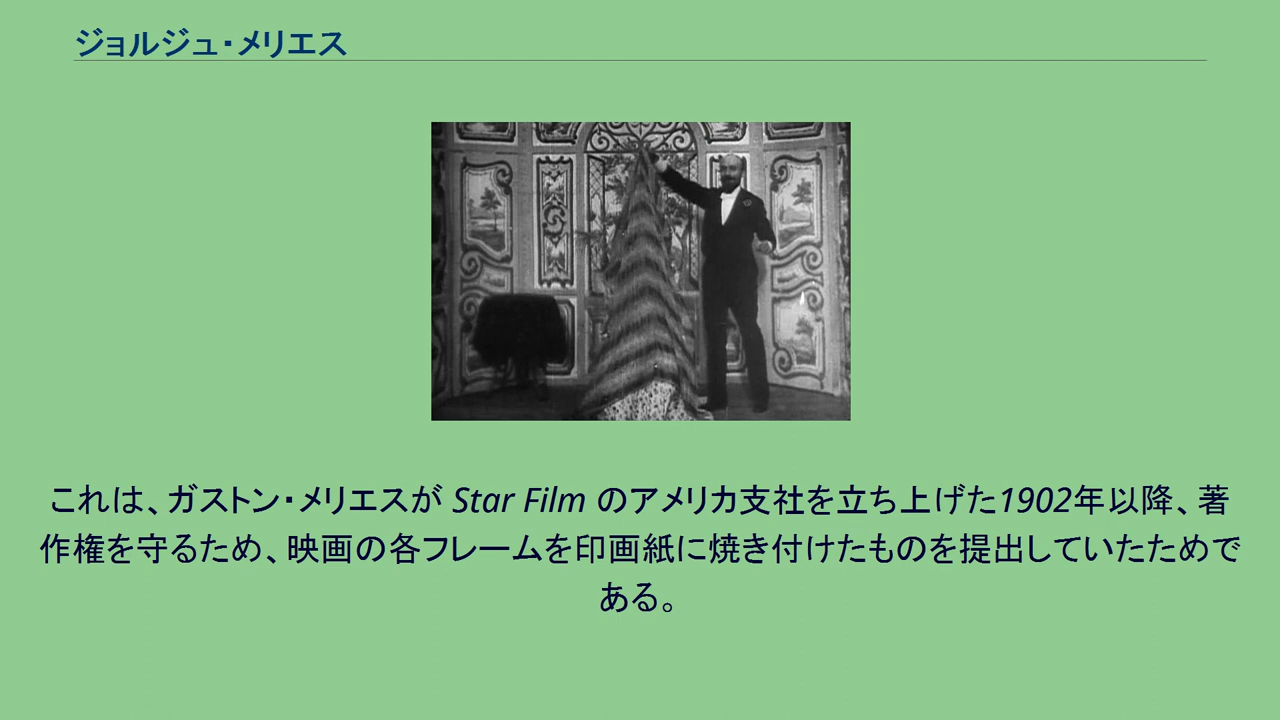 ジョルジュ・メリエス
これは、ガストン・メリエスが Star Film のアメリカ支社を立ち上げた1902年以降、著
作権を守るため、映画の各フレームを印画紙に焼き付けたものを提出していたためで
ある。